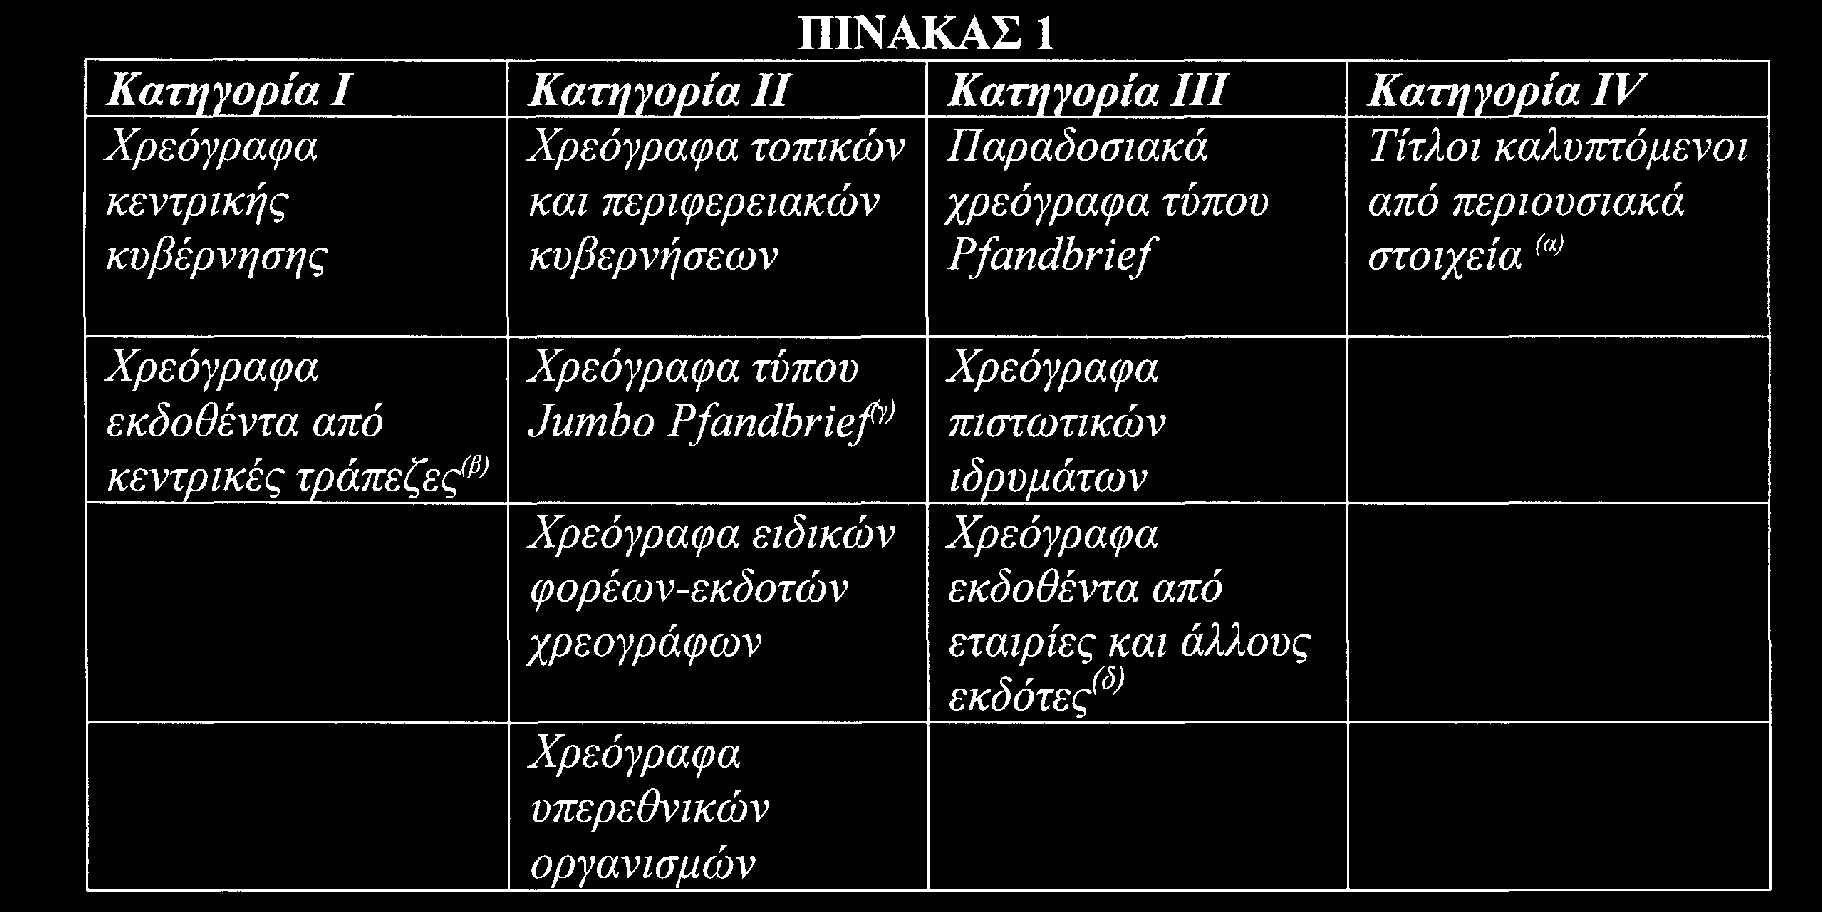 ΠΙΝΑΚΑΣ 1
Κατηγορία I
Κατηγορία II
Κατηγορία III
Κατηγορία IV
Χρεόγραφα
κεντρικής
κυβέρνησης
Χρεόγραφα τοπικών
και περιφερειακών
κυβερνήσεων
Παραδοσιακά
χρεόγραφα τύπου
Pfandbrief
Τίτλοι καλυπτόμενοι
από περιουσιακά
στοιχεία (α)
Χρεόγραφα
εκδοθέντα από
κεντρικές τράπεζες(β)
Χρεόγραφα τύπου
Jumbo Pfandbrief(γ)
Χρεόγραφα
πιστωτικών
ιδρυμάτων
Χρεόγραφα ειδικών
φορέων-εκδοτών
χρεογράφων
Χρεόγραφα
εκδοθέντα από
εταιρίες και άλλους
εκδότες(δ)
Χρεόγραφα
υπερεθνικών
οργανισμών